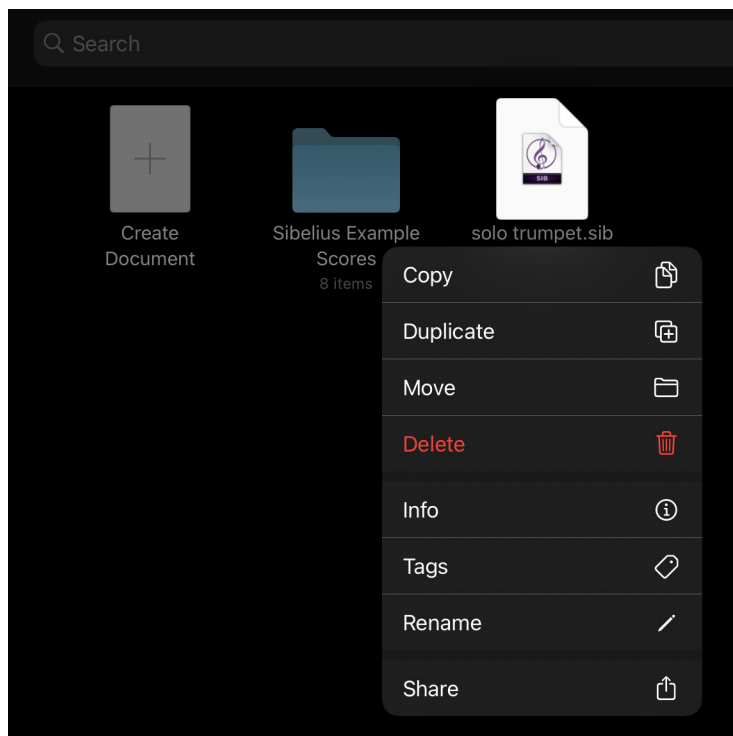 Search
Create
Document
Sibelius Example
Scores
8 items
SIB
solo trumpet.sib
Copy
Duplicate
Move
Delete
Info
Tags
Rename
Share